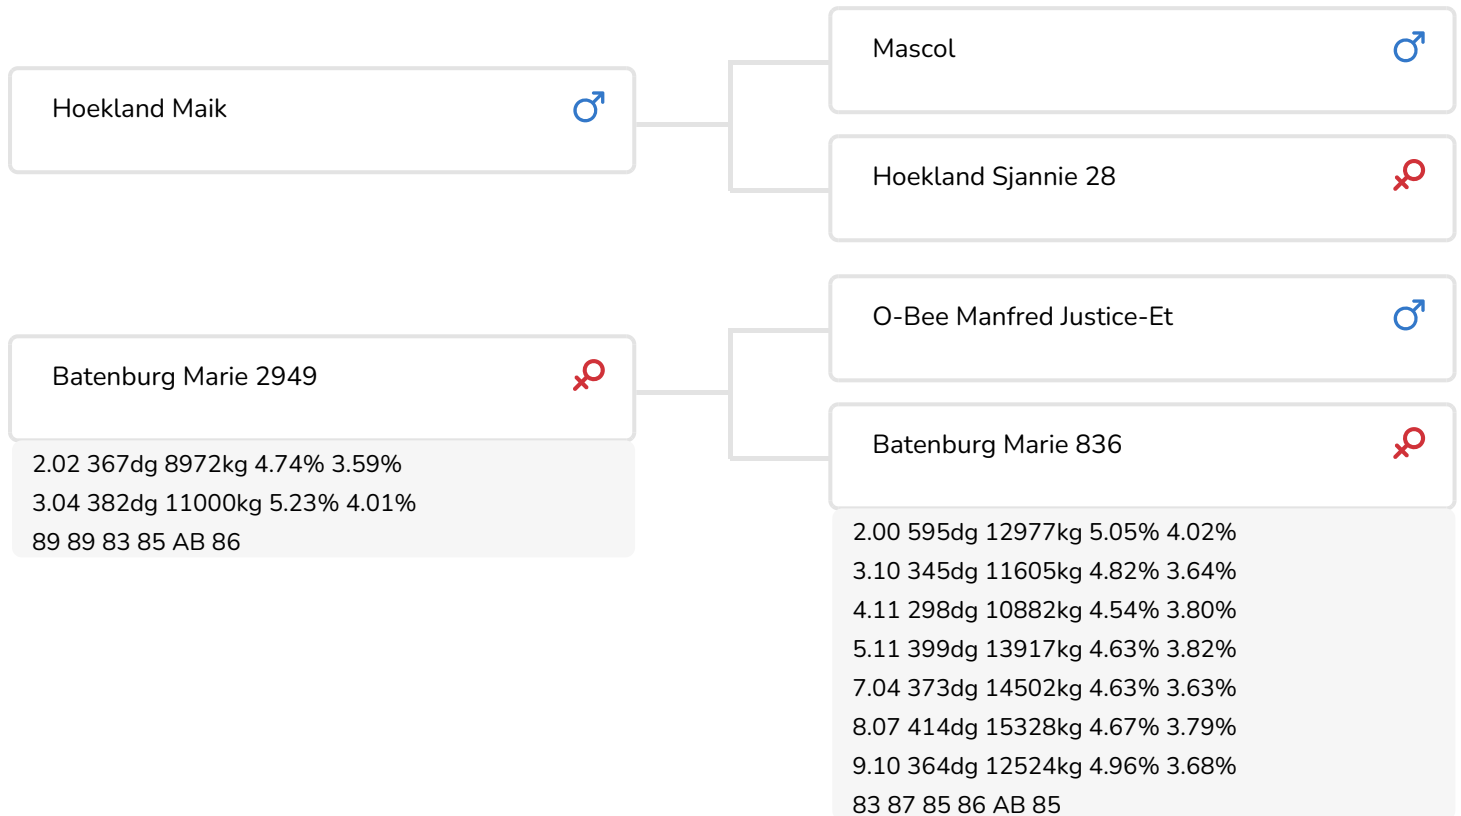 Hoekland Maik
Mascol
Hoekland Sjannie 28
Batenburg Marie 2949
2.02 367dg 8972kg 4.74% 3.59%
3.04 382dg 11000kg 5.23% 4.01%
89 89 83 85 AB 86
O-Bee Manfred Justice-Et
Batenburg Marie 836
2.00 595dg 12977kg 5.05% 4.02%
3.10 345dg 11605kg 4.82% 3.64%
4.11 298dg 10882kg 4.54% 3.80%
5.11 399dg 13917kg 4.63% 3.82%
7.04 373dg 14502kg 4.63% 3.63%
8.07 414dg 15328kg 4.67% 3.79%
9.10 364dg 12524kg 4.96% 3.68%
83 87 85 86 AB 85